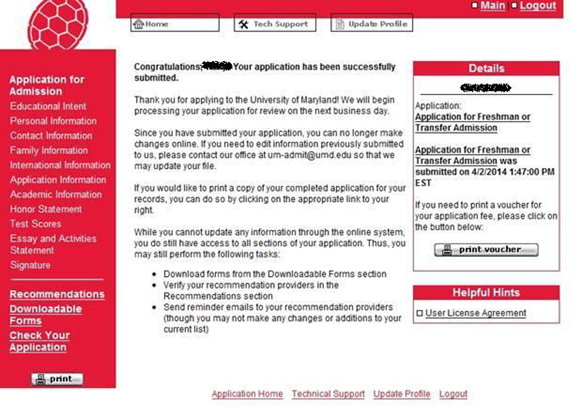 Main Logout
Home Tech Support Update Profile
Application for
Admission
Educational Intent
Personal Information
Contact Information
Family Information
International Information
Application Information
Academic Information
Honor Statement
Test Scores
Essay and Activities
Statement
Signature
Recommendations
Downloadable
Forms
Check Your
Application
print
Congratulations, Your application has been successfully
submitted.
Thank you for applying to the University of Maryland! We will begin
processing your application for review on the next business day.
Since you have submitted your application, you can no longer make
changes online. If you need to edit information previously submitted
to us, please contact our office at um-admit@umd.edu so that we
may update your file.
If you would like to print a copy of your completed application for your
records, you can do so by clicking on the appropriate link to your
right.
While you cannot update any information through the online system,
you do still have access to all sections of your application. Thus, you
may still perform the following tasks:
Download forms from the Downloadable Forms section
Verify your recommendation providers in the
Recommendations section
Send reminder emails to your recommendation providers
(though you may not make any changes or additions to your
current list)
Details
Application:
Application for Freshman or
Transfer Admission
Application for Freshman or
Transfer Admission was
submitted on 4/2/2014 1:47:00 PM
EST
If you need to print a voucher for
your application fee, please click on
the button below:
print voucher
Helpful Hints
User License Agreement
Application Home Technical Support Update Profile Logout